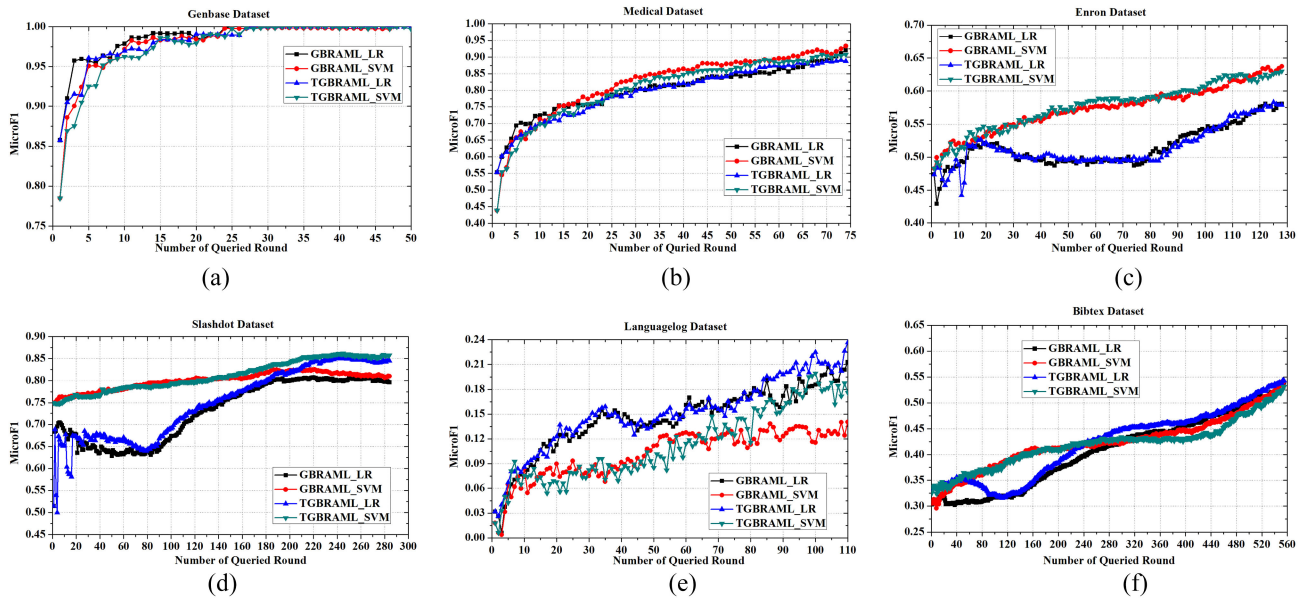 Genbase Dataset
1.00
0.95
0.90
0.85
0.80
0.75
MicroF1
GBRAML_LR
GBRAML_SVM
TGBRAML_LR
TGBRAML_SVM
0 5 10 15 20 25 30 35 40 45 50
Number of Queried Round
(a)
Medical Dataset
1.00
0.95
0.90
0.85
0.80
0.75
0.70
0.65
0.60
0.55
0.50
0.45
0.40
MicroF1
GBRAML_LR
GBRAML_SVM
TGBRAML_LR
TGBRAML_SVM
0 5 10 15 20 25 30 35 40 45 50 55 60 65 70 75
Number of Queried Round
(b)
Enron Dataset
0.70
0.65
0.60
0.55
0.50
0.45
0.40
MicroF1
GBRAML_LR
GBRAML_SVM
TGBRAML_LR
TGBRAML_SVM
0 10 20 30 40 50 60 70 80 90 100 110 120 130
Number of Queried Round
(c)
Slashdot Dataset
0.90
0.85
0.80
0.75
0.70
0.65
0.60
0.55
0.50
0.45
MicroF1
GBRAML_LR
GBRAML_SVM
TGBRAML_LR
TGBRAML_SVM
0 20 40 60 80 100 120 140 160 180 200 220 240 260 280 300
Number of Queried Round
(d)
Languagelog Dataset
0.24
0.21
0.18
0.15
0.12
0.09
0.06
0.03
0.00
MicroF1
GBRAML_LR
GBRAML_SVM
TGBRAML_LR
TGBRAML_SVM
0 10 20 30 40 50 60 70 80 90 100 110
Number of Queried Round
(e)
Bibtex Dataset
0.65
0.60
0.55
0.50
0.45
0.40
0.35
0.30
0.25
MicroF1
GBRAML_LR
GBRAML_SVM
TGBRAML_LR
TGBRAML_SVM
0 40 80 120 160 200 240 280 320 360 400 440 480 520 560
Number of Queried Round
(f)